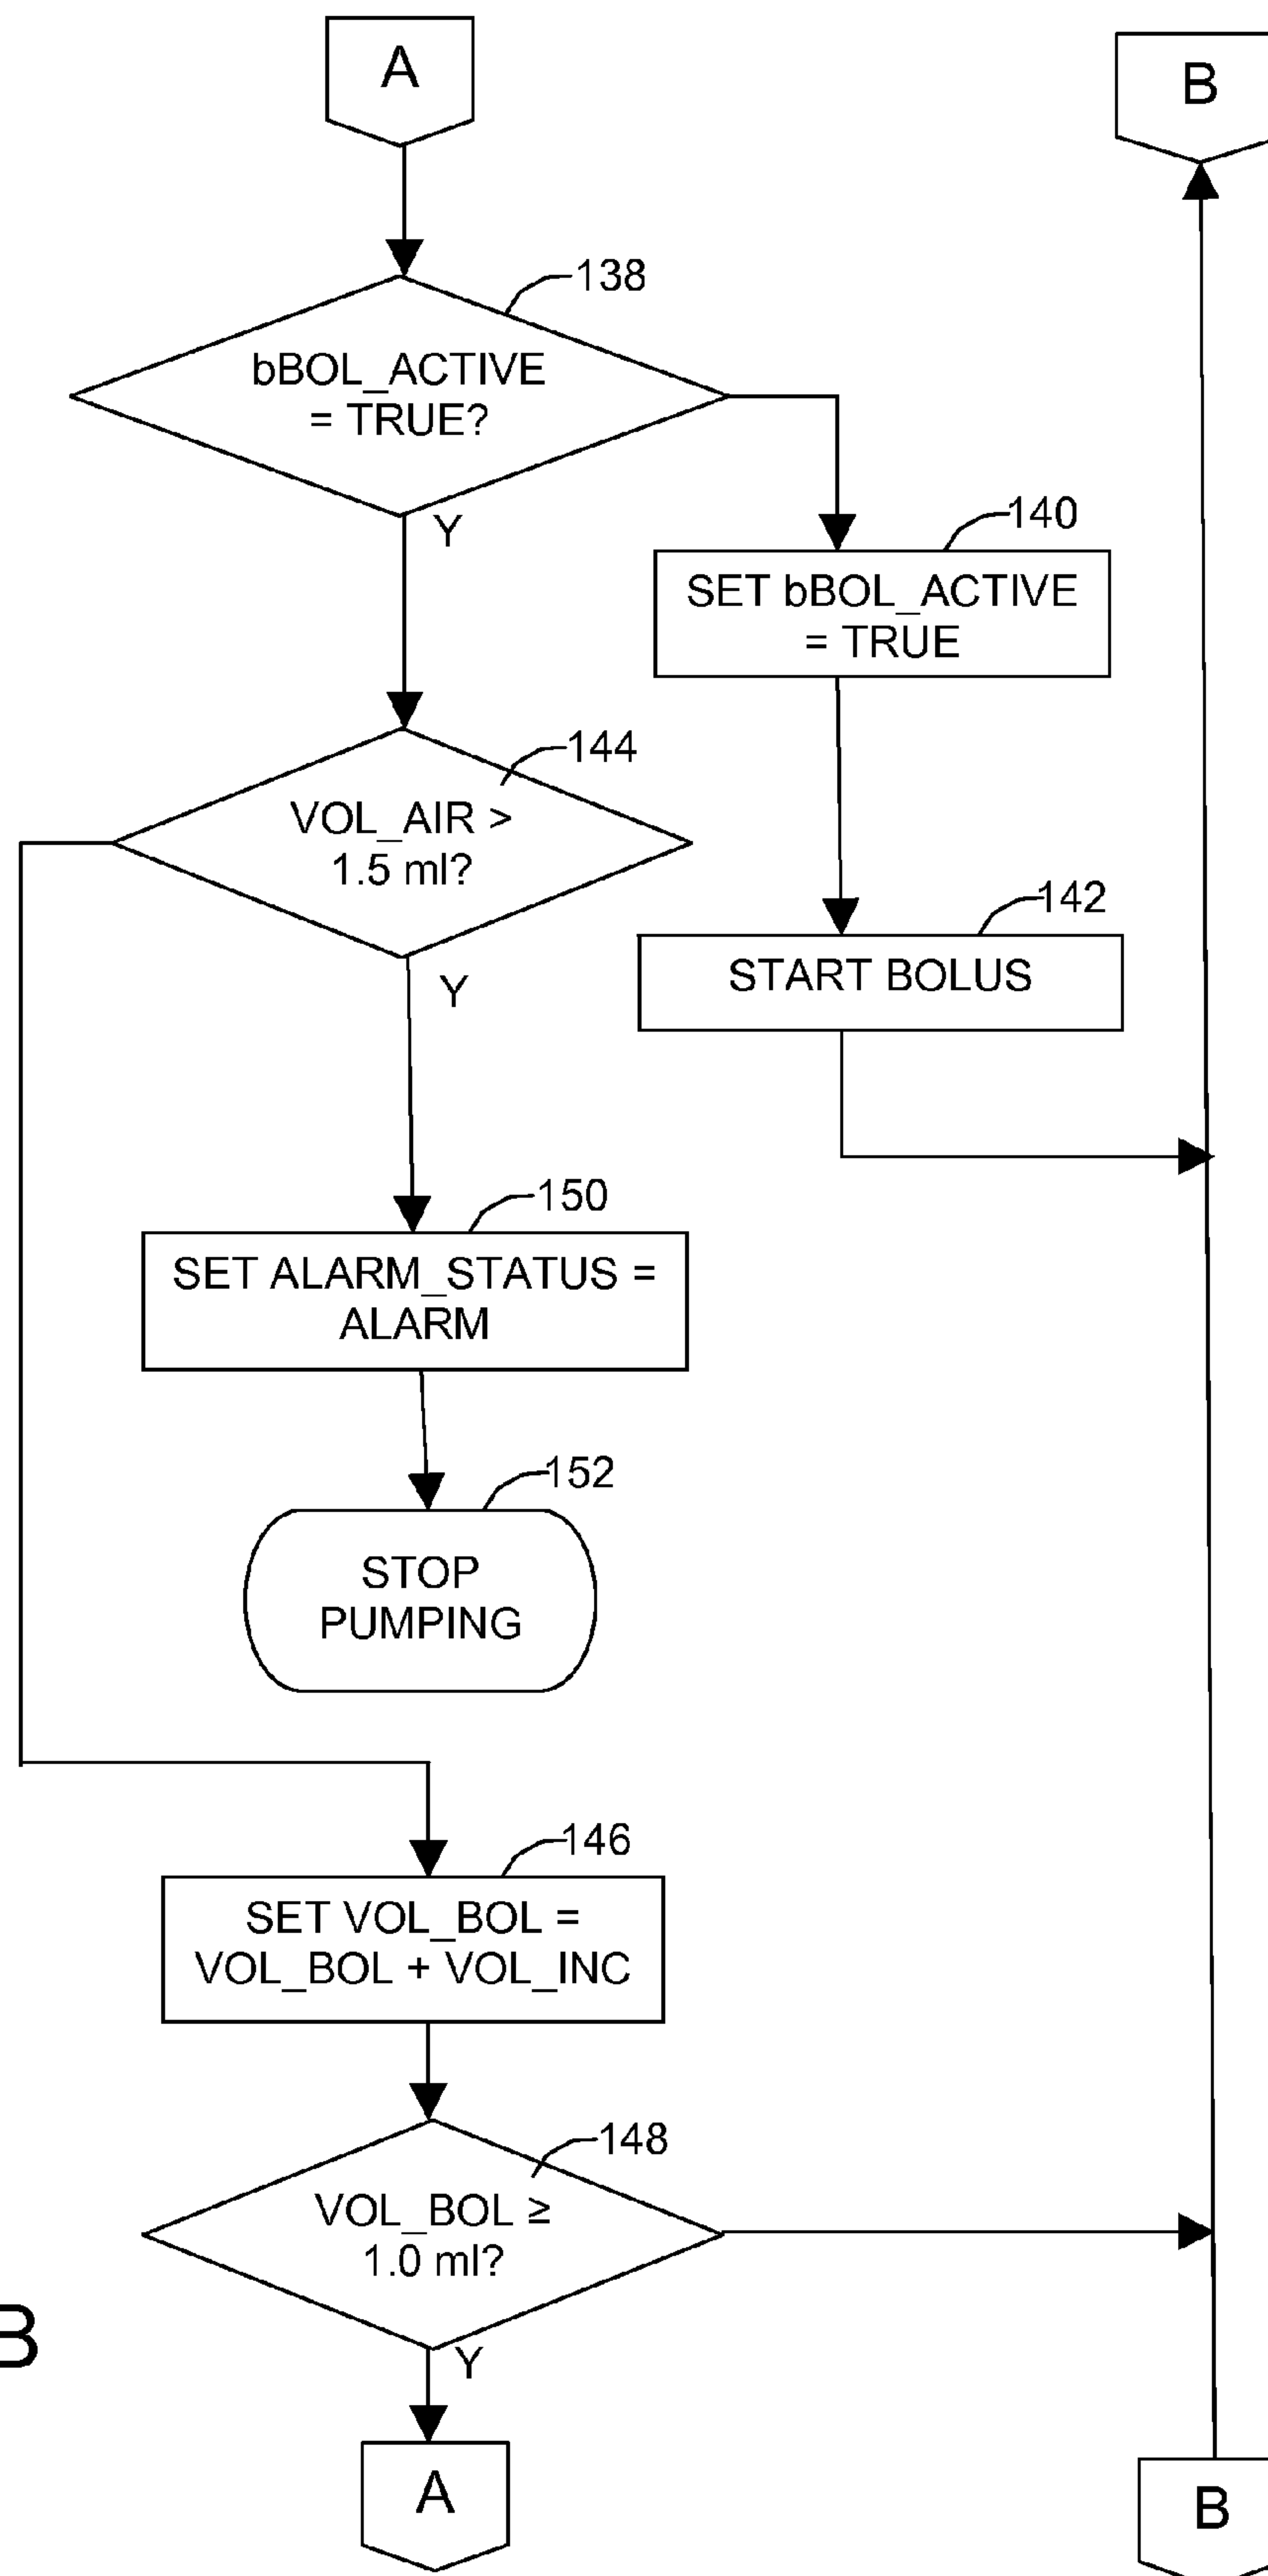 A
B
138
bBOL_ACTIVE
= TRUE?
Y
140
SET bBOL_ACTIVE
= TRUE
144
VOL_AIR >
1.5 ml?
Y
142
START BOLUS
150
SET ALARM_STATUS =
ALARM
152
STOP
PUMPING
146
SET VOL_BOL =
VOL_BOL + VOL_INC
148
VOL_BOL ≥
1.0 ml?
Y
B
A
B